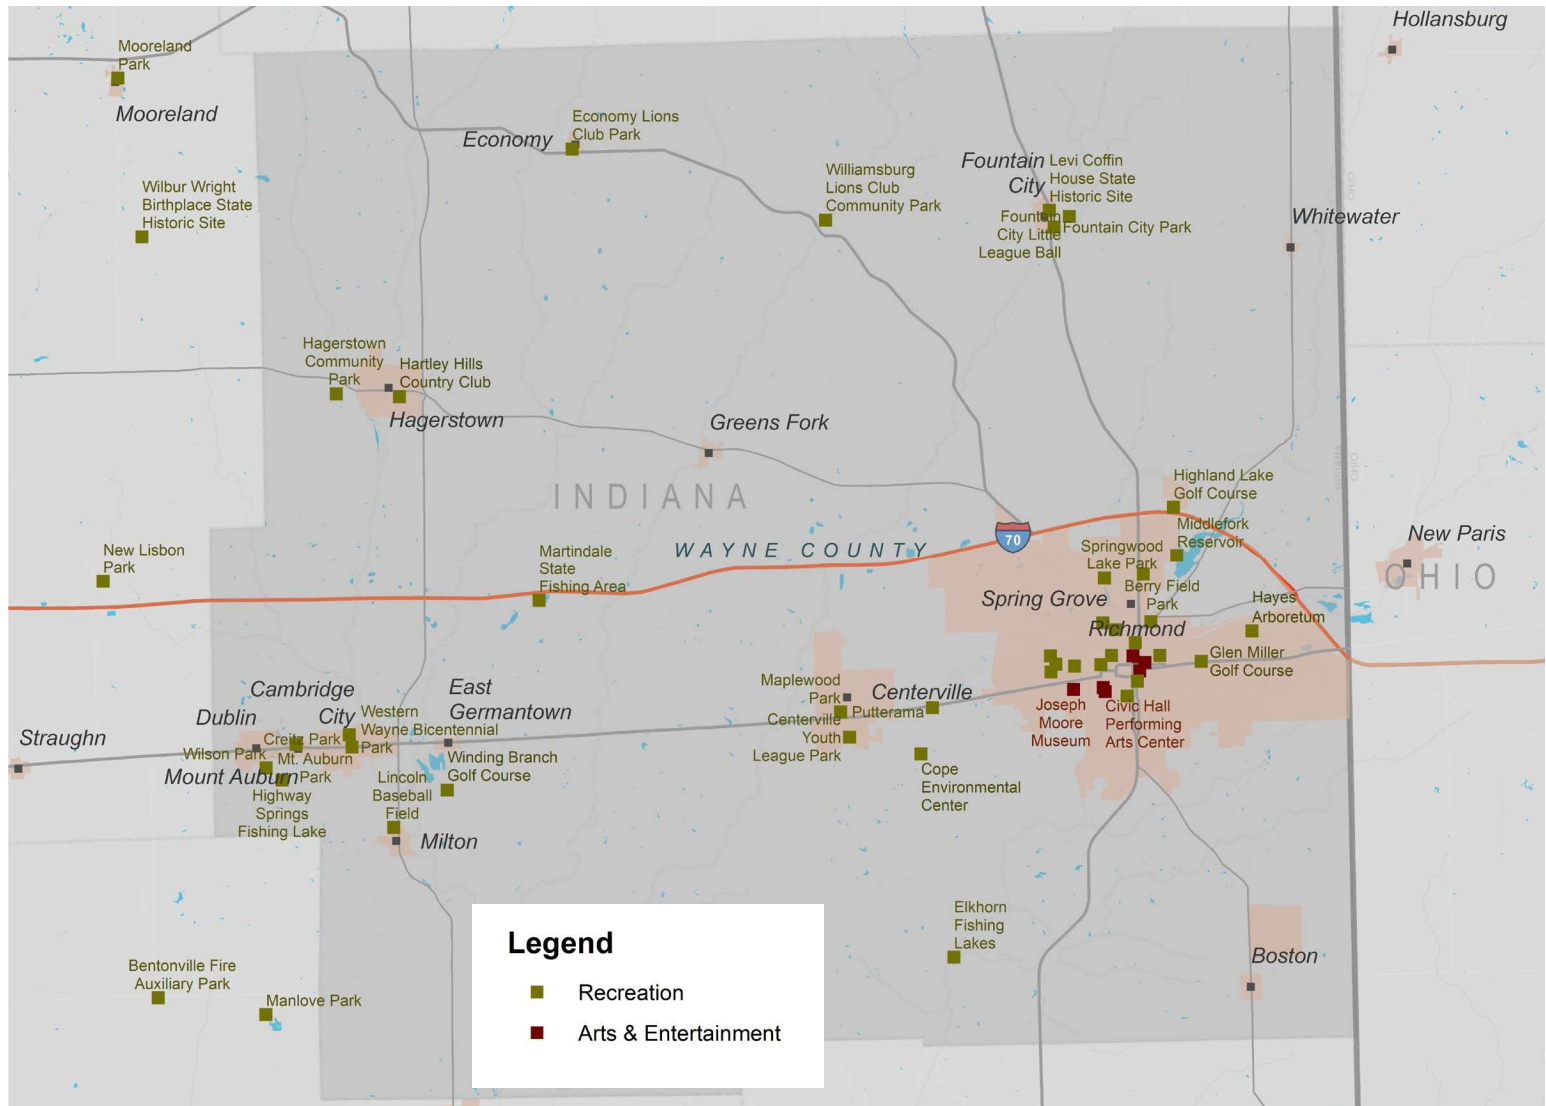 Hollansburg
Mooreland
Park
Mooreland
Economy Lions
Club Park
Economy
Wilbur Wright
Birthplace State
Historic Site
Williamsburg
Lions Club
Community Park
Fountain
City
Levi Coffin
House State
Historic Site
Fountain
City Little
League Ball
Fountain City Park
OHIO
Whitewater
Hagerstown
Community
Park
Hartley Hills
Country Club
Hagerstown
Greens Fork
INDIANA
OHIO
Highland Lake
Golf Course
INDIANA
WAYNE COUNTY
70
Middlefork
Reservoir
New Paris
OHIO
New Lisbon
Park
Martindale
State
Fishing Area
Springwood
Lake Park
Berry Field
Park
Spring Grove
Richmond
Hayes
Arboretum
Glen Miller
Golf Course
Maplewood
Park
Centerville
Putterama
Centerville
Youth
League Park
Joseph
Moore
Museum
Civic Hall
Performing
Arts Center
Cope
Environmental
Center
Straughn
Dublin
Cambridge
City
East
Germantown
Western
Wayne Bicentennial
Park
Creitz Park
Wilson Park
Mt. Auburn
Park
Mount Auburn
Highway
Springs
Fishing Lake
Lincoln
Baseball
Field
Winding Branch
Golf Course
Milton
Elkhorn
Fishing
Lakes
Boston
Bentonville Fire
Auxiliary Park
Manlove Park
Legend
Recreation
Arts & Entertainment